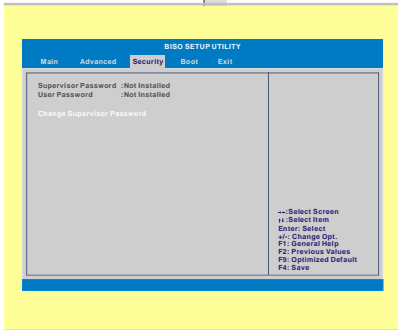 BISO SETUP UTILITY
Main Advanced Security Boot Exit
Supervisor Password :Not Installed
User Password :Not Installed
Change Supervisor Password
↔:Select Screen
↑↓:Select Item
Enter: Select
+/-: Change Opt.
F1: General Help
F2: Previous Values
F9: Optimized Default
F4: Save